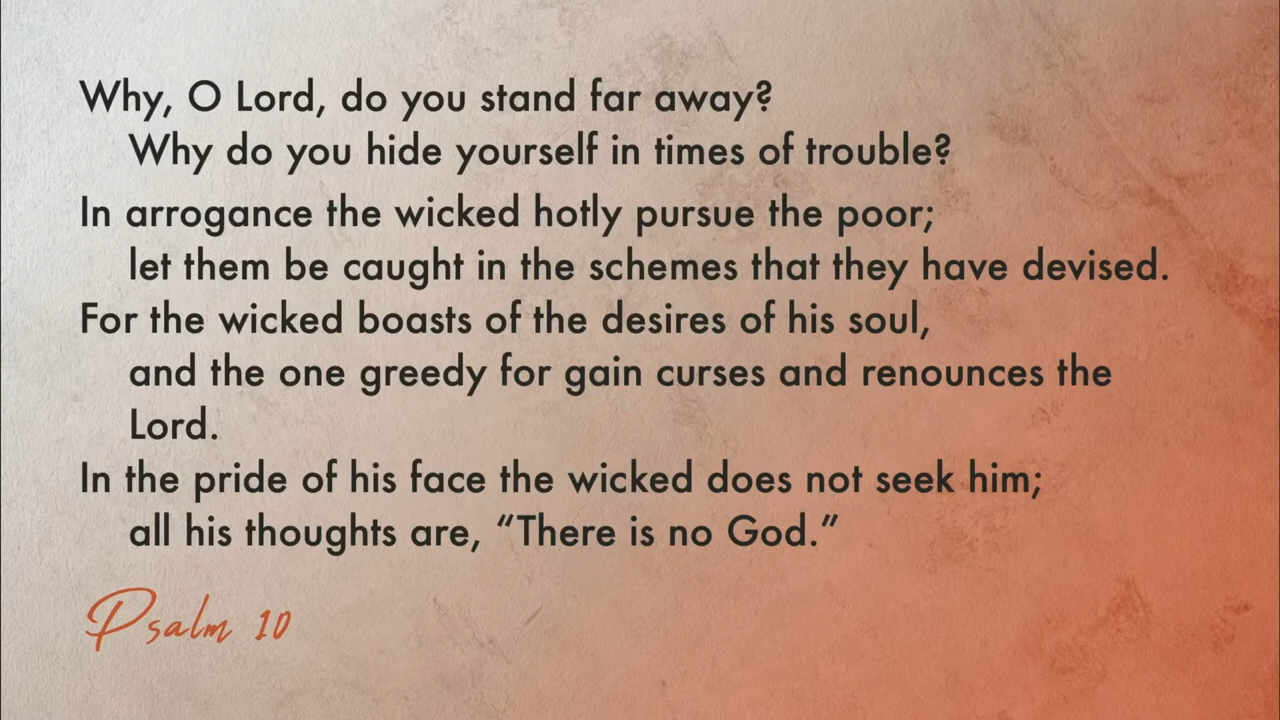 Why, O Lord, do you stand far away?
Why do you hide yourself in times of trouble?
In arrogance the wicked hotly pursue the poor;
let them be caught in the schemes that they have devised.
For the wicked boasts of the desires of his soul,
and the one greedy for gain curses and renounces the
Lord.
In the pride of his face the wicked does not seek him;
all his thoughts are, “There is no God.”
Psalm 10